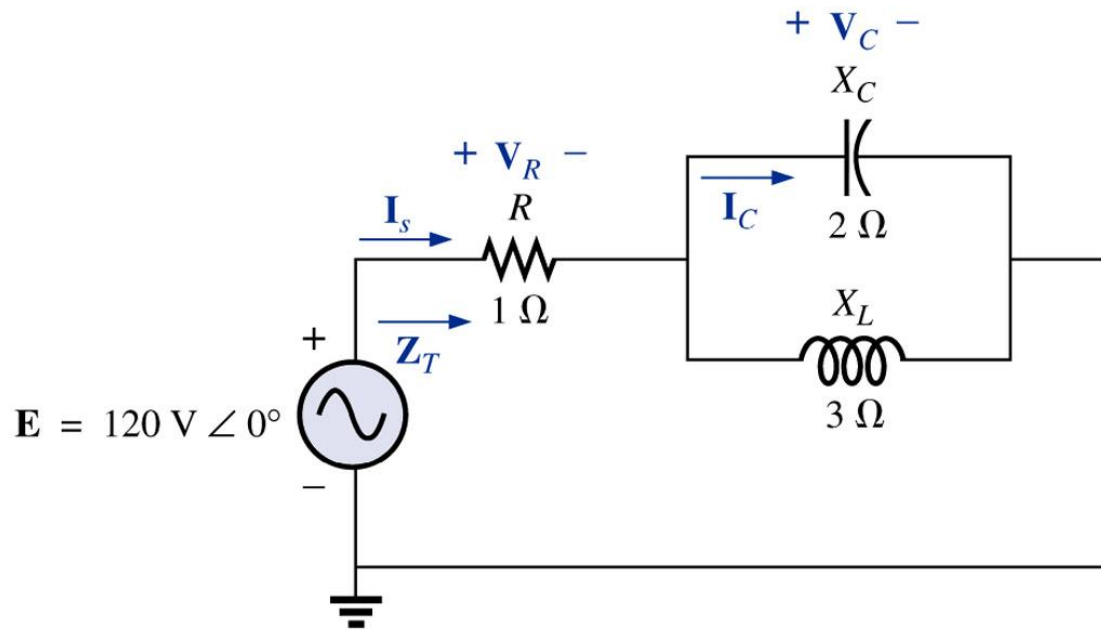 + V_C −
X_C
+ V_R −
I_s
R
I_C
2 Ω
1 Ω
X_L
+
Z_T
3 Ω
E = 120 V ∠ 0°
−